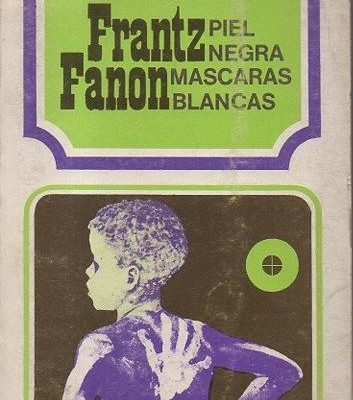 Frantz
Fanon
PIEL
NEGRA
MASCARAS
BLANCAS